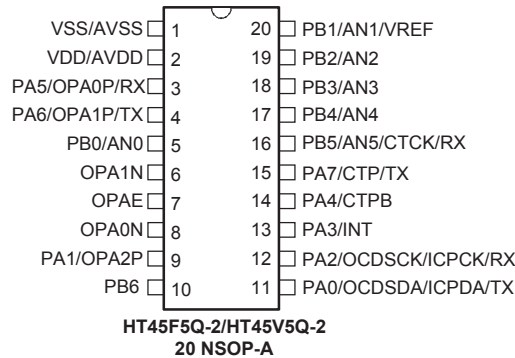 VSS/AVSS 1 20 PB1/AN1/VREF
VDD/AVDD 2 19 PB2/AN2
PA5/OPA0P/RX 3 18 PB3/AN3
PA6/OPA1P/TX 4 17 PB4/AN4
PB0/AN0 5 16 PB5/AN5/CTCK/RX
OPA1N 6 15 PA7/CTP/TX
OPAE 7 14 PA4/CTPB
OPA0N 8 13 PA3/INT
PA1/OPA2P 9 12 PA2/OCDSCK/ICPCK/RX
PB6 10 11 PA0/OCDSDA/ICPDA/TX
HT45F5Q-2/HT45V5Q-2
20 NSOP-A